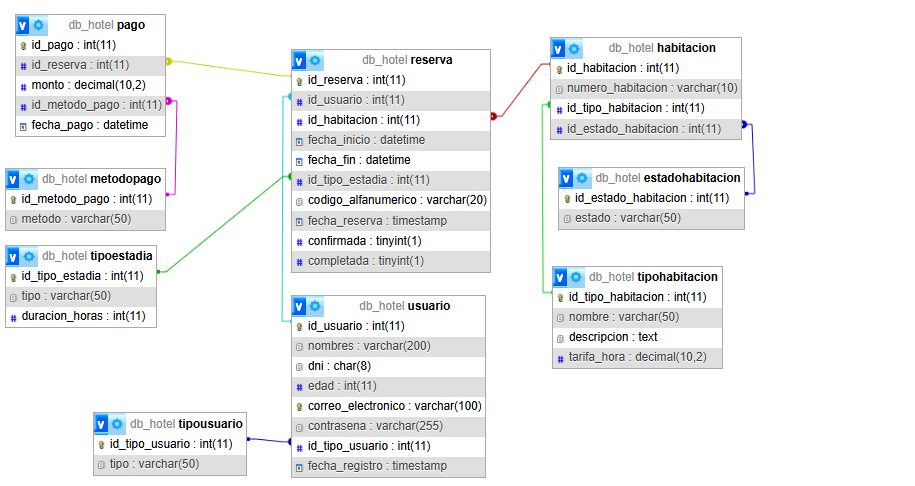 db_hotel pago
id_pago : int(11)
id_reserva : int(11)
monto : decimal(10,2)
id_metodo_pago : int(11)
fecha_pago : datetime
db_hotel metodopago
id_metodo_pago : int(11)
metodo : varchar(50)
db_hotel tipoestadia
id_tipo_estadia : int(11)
tipo : varchar(50)
duracion_horas : int(11)
db_hotel reserva
id_reserva : int(11)
id_usuario : int(11)
id_habitacion : int(11)
fecha_inicio : datetime
fecha_fin : datetime
id_tipo_estadia : int(11)
codigo_alfanumerico : varchar(20)
fecha_reserva : timestamp
confirmada : tinyint(1)
completada : tinyint(1)
db_hotel usuario
id_usuario : int(11)
nombres : varchar(200)
dni : char(8)
edad : int(11)
correo_electronico : varchar(100)
contrasena : varchar(255)
id_tipo_usuario : int(11)
fecha_registro : timestamp
db_hotel tipousuario
id_tipo_usuario : int(11)
tipo : varchar(50)
db_hotel habitacion
id_habitacion : int(11)
numero_habitacion : varchar(10)
id_tipo_habitacion : int(11)
id_estado_habitacion : int(11)
db_hotel estadohabitacion
id_estado_habitacion : int(11)
estado : varchar(50)
db_hotel tipohabitacion
id_tipo_habitacion : int(11)
nombre : varchar(50)
descripcion : text
tarifa_hora : decimal(10,2)